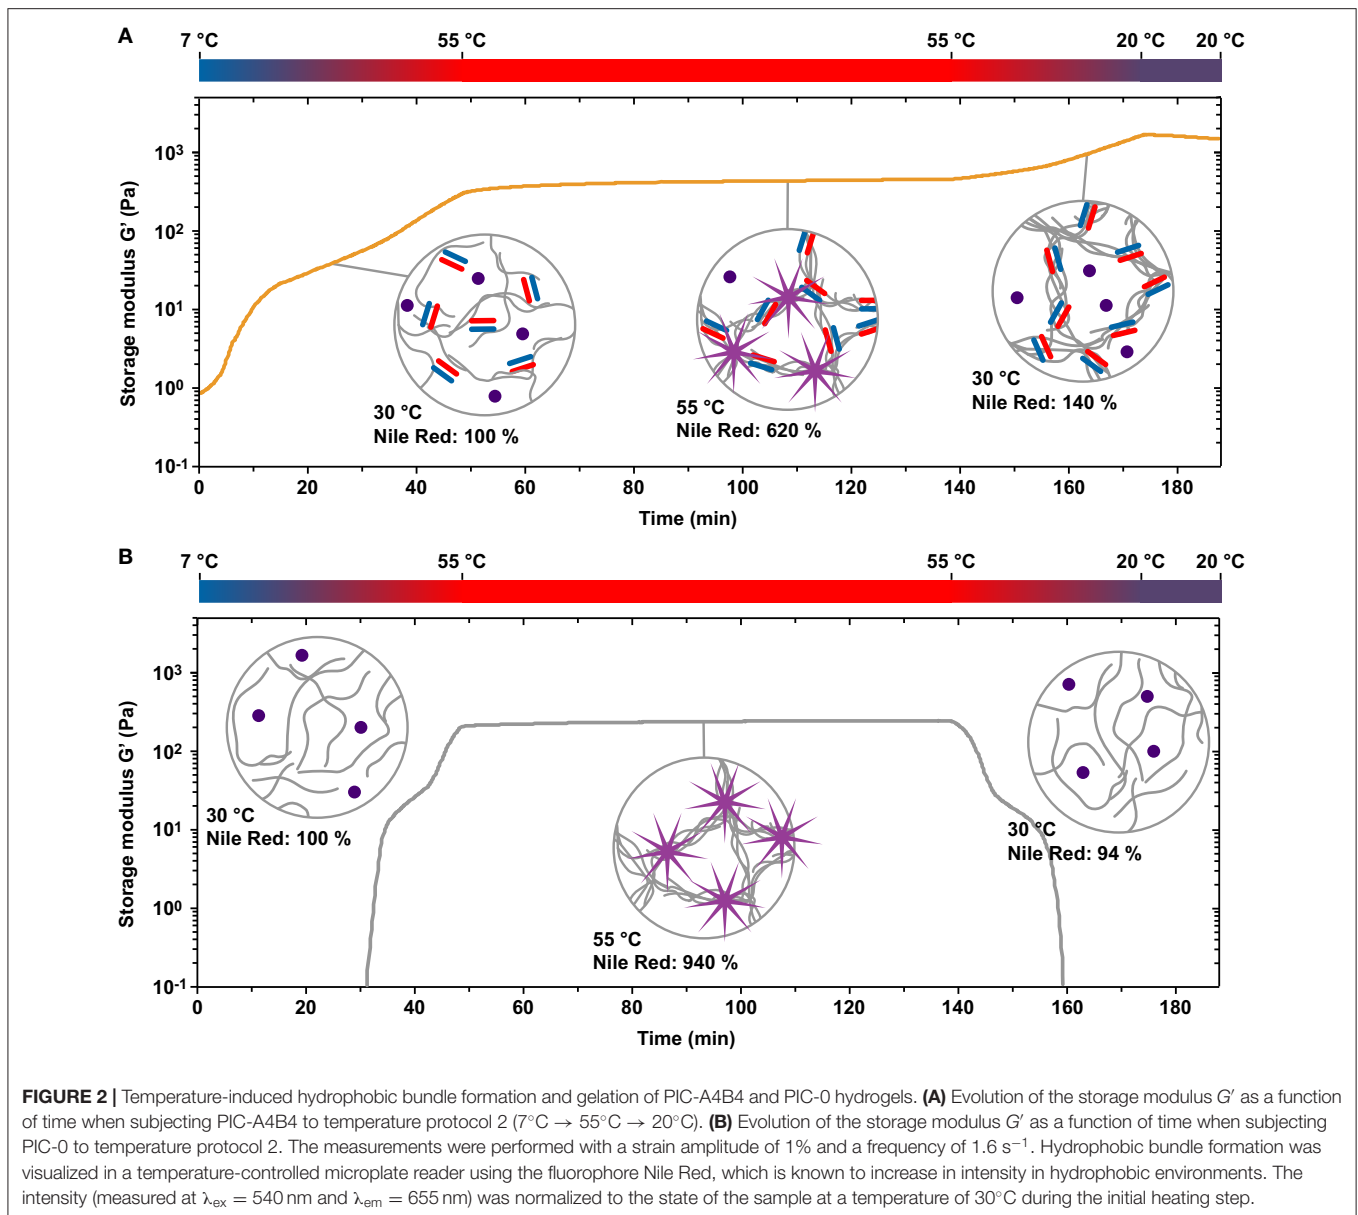 A
7 °C 55 °C 55 °C 20 °C 20 °C
Storage modulus G' (Pa)
10³
10²
10¹
10⁰
10⁻¹
30 °C
Nile Red: 100 %
55 °C
Nile Red: 620 %
30 °C
Nile Red: 140 %
0 20 40 60 80 100 120 140 160 180
Time (min)
B
7 °C 55 °C 55 °C 20 °C 20 °C
Storage modulus G' (Pa)
10³
10²
10¹
10⁰
10⁻¹
30 °C
Nile Red: 100 %
55 °C
Nile Red: 940 %
30 °C
Nile Red: 94 %
0 20 40 60 80 100 120 140 160 180
Time (min)
FIGURE 2 | Temperature-induced hydrophobic bundle formation and gelation of PIC-A4B4 and PIC-0 hydrogels. (A) Evolution of the storage modulus G′ as a function
of time when subjecting PIC-A4B4 to temperature protocol 2 (7°C → 55°C → 20°C). (B) Evolution of the storage modulus G′ as a function of time when subjecting
PIC-0 to temperature protocol 2. The measurements were performed with a strain amplitude of 1% and a frequency of 1.6 s⁻¹. Hydrophobic bundle formation was
visualized in a temperature-controlled microplate reader using the fluorophore Nile Red, which is known to increase in intensity in hydrophobic environments. The
intensity (measured at λex = 540 nm and λem = 655 nm) was normalized to the state of the sample at a temperature of 30°C during the initial heating step.